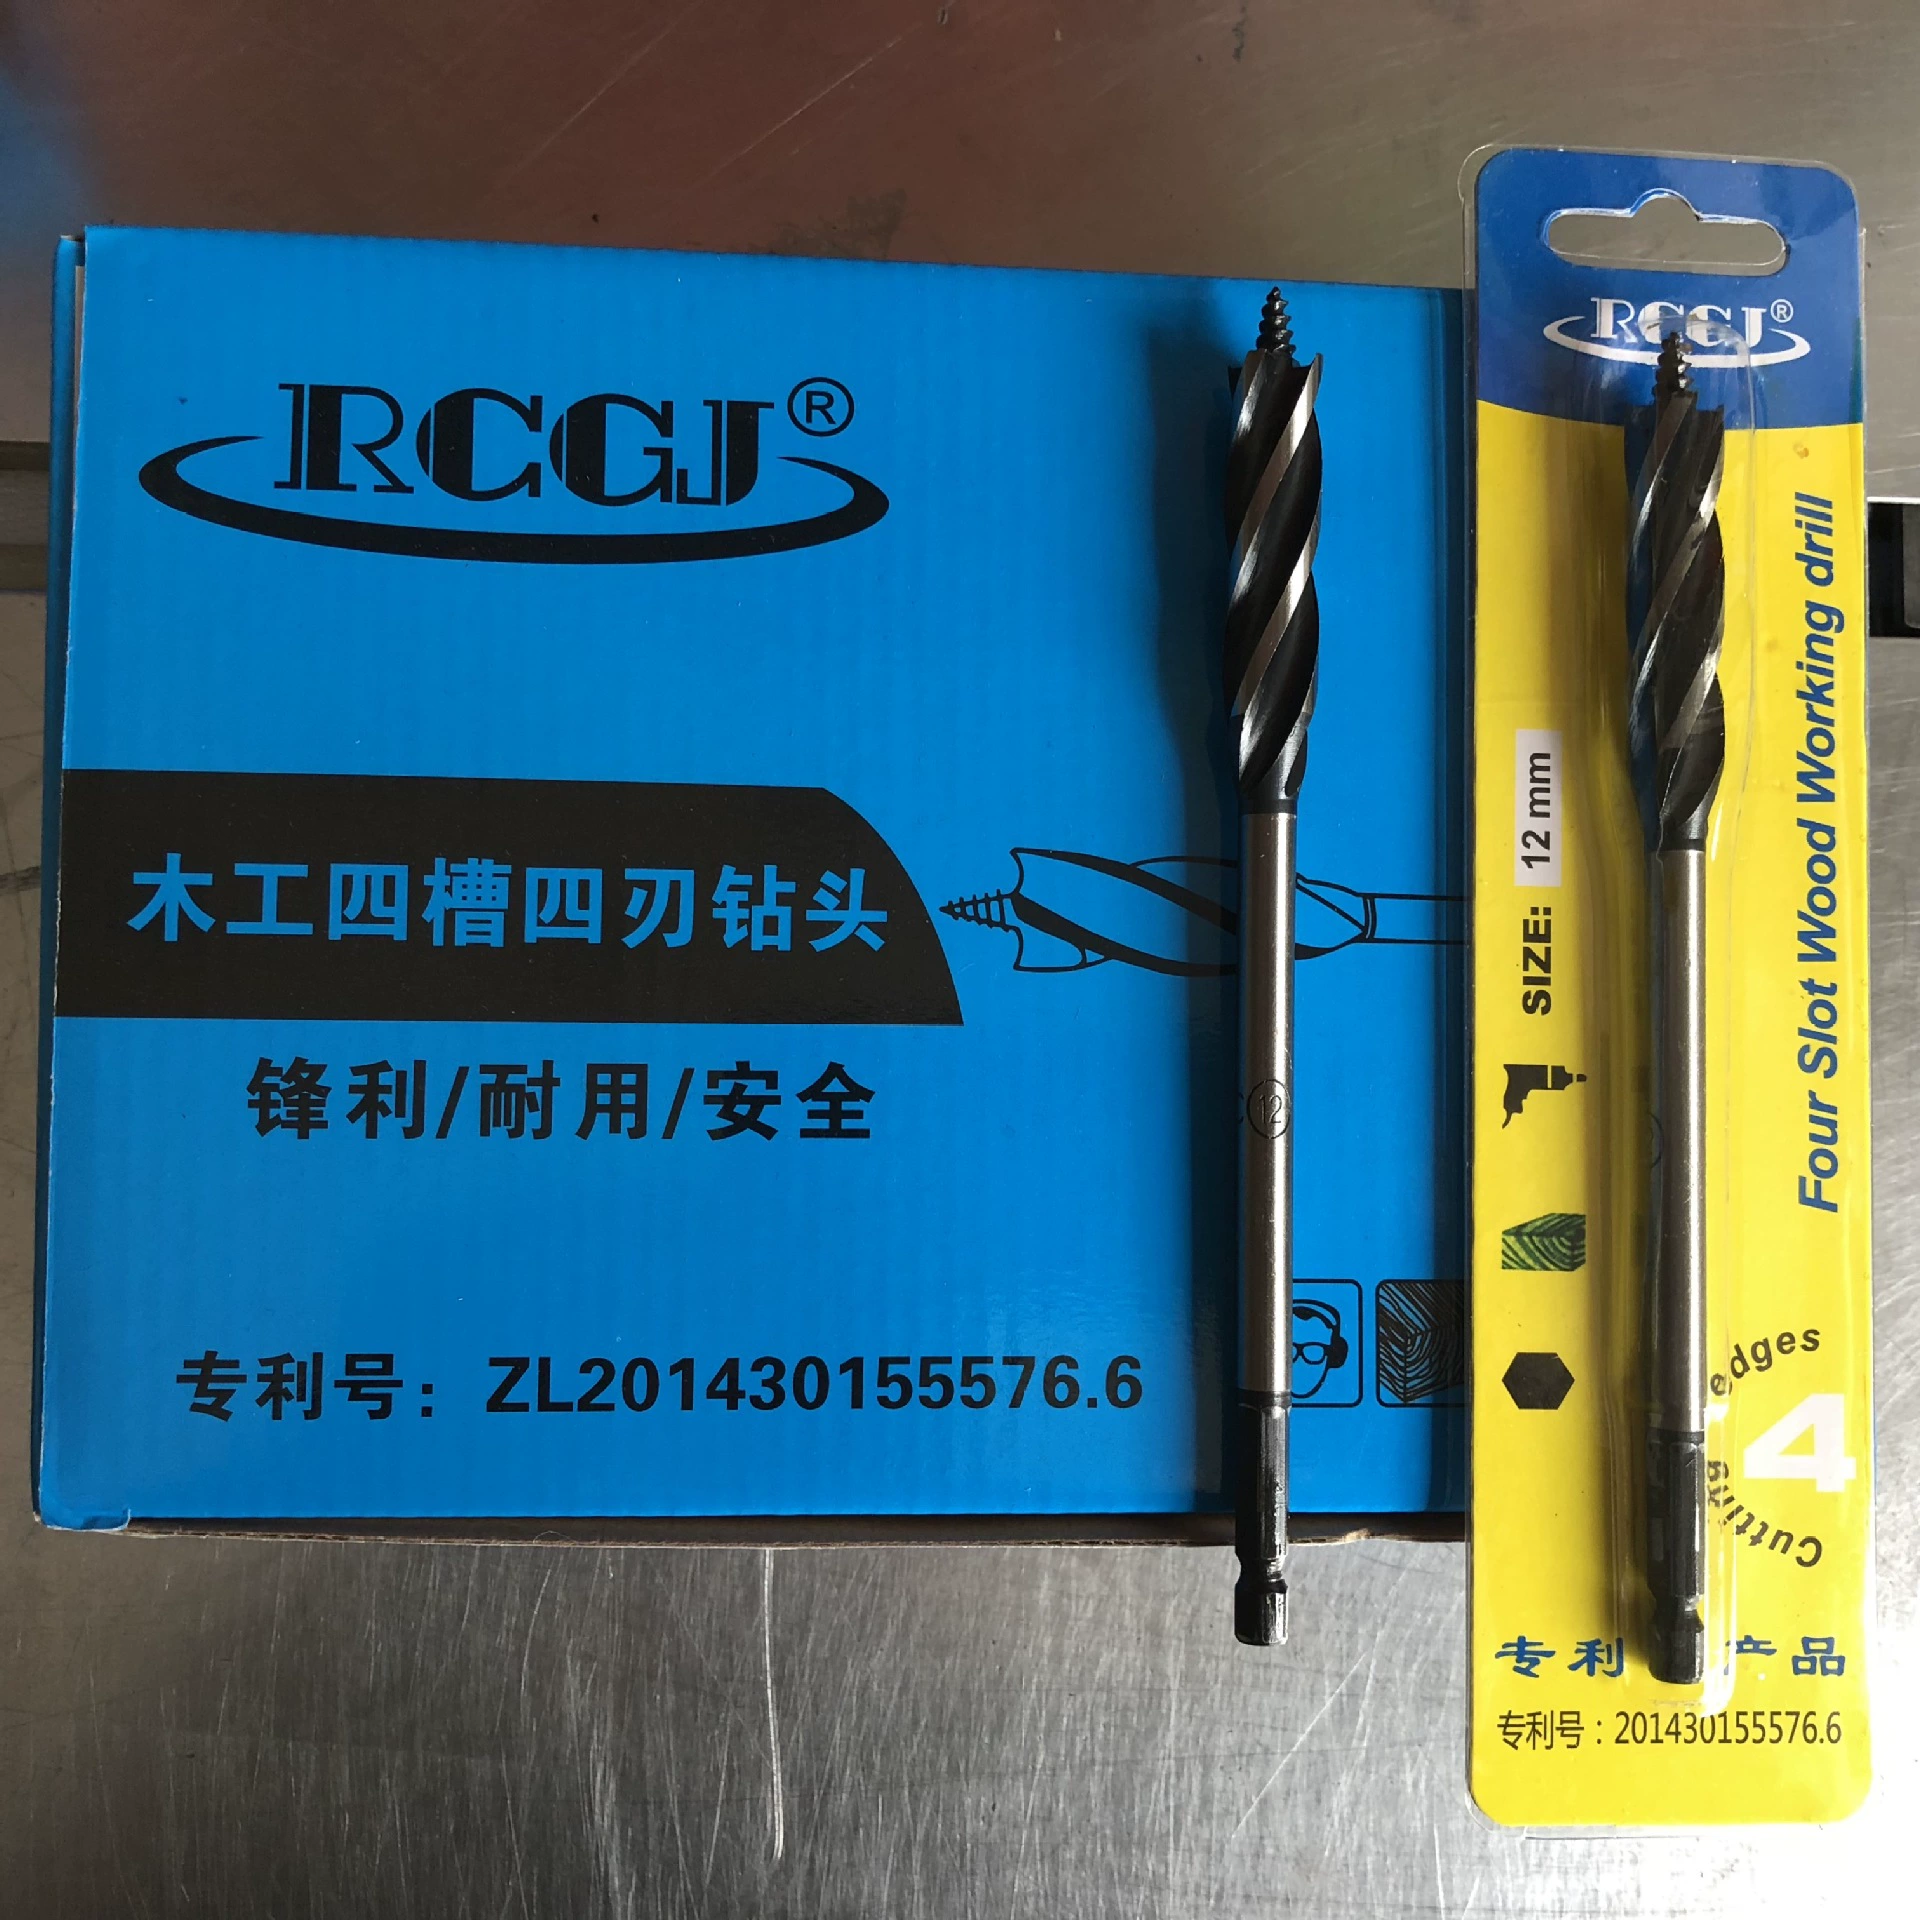 RCGJ®
木工四槽四刃钻头
锋利/耐用/安全
专利号：ZL201430155576.6
12
RCGJ®
Four Slot Wood Working drill
SIZE: 12 mm
4
Cutting edges
专利产品
专利号：201430155576.6